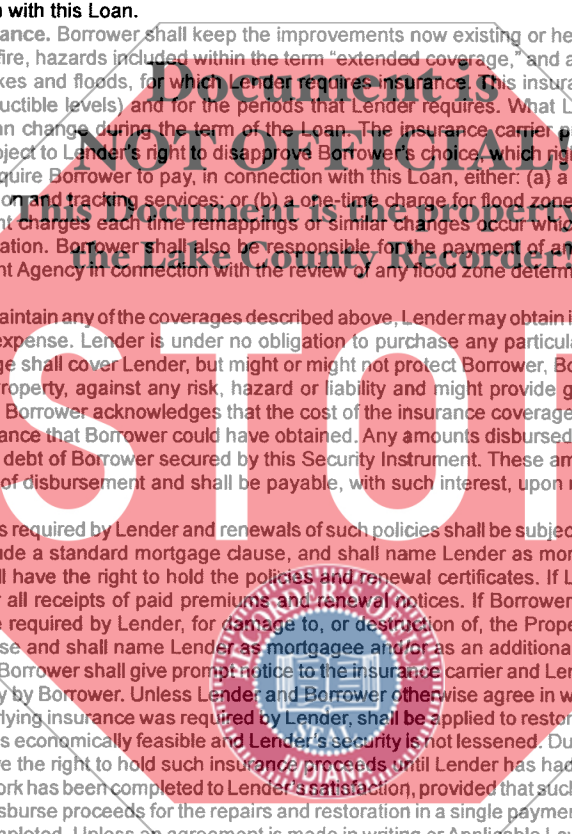 n with this Loan.
ance. Borrower shall keep the improvements now existing or he
fire, hazards included within the term "extended coverage," and a
kes and floods, for which Lender requires insurance. This insura
Document is
uctible levels) and for the periods that Lender requires. What L
an change during the term of the Loan. The insurance carrier p
NOT OFFICIAL!
bject to Lender's right to disapprove Borrower's choice, which righ
quire Borrower to pay, in connection with this Loan, either: (a) a
on and tracking services; or (b) a one-time charge for flood zone
This Document is the property
nt charges each time remappings or similar changes occur whic
ation. Borrower shall also be responsible for the payment of an
the Lake County Recorder!
nt Agency in connection with the review of any flood zone determ
aintain any of the coverages described above, Lender may obtain i
expense. Lender is under no obligation to purchase any particula
ge shall cover Lender, but might or might not protect Borrower, Bo
roperty, against any risk, hazard or liability and might provide g
Borrower acknowledges that the cost of the insurance coverage
STO
ance that Borrower could have obtained. Any amounts disbursed
debt of Borrower secured by this Security Instrument. These am
of disbursement and shall be payable, with such interest, upon
s required by Lender and renewals of such policies shall be subjec
ude a standard mortgage clause, and shall name Lender as mor
ll have the right to hold the policies and renewal certificates. If L
all receipts of paid premiums and renewal notices. If Borrower
e required by Lender, for damage to, or destruction of, the Prope
se and shall name Lender as mortgagee and/or as an additional
Borrower shall give prompt notice to the insurance carrier and Len
y by Borrower. Unless Lender and Borrower otherwise agree in w
rlying insurance was required by Lender, shall be applied to restor
SEAL
s economically feasible and Lender's security is not lessened. Du
INDIANA
ve the right to hold such insurance proceeds until Lender has had
ork has been completed to Lender's satisfaction, provided that such
isburse proceeds for the repairs and restoration in a single paymen